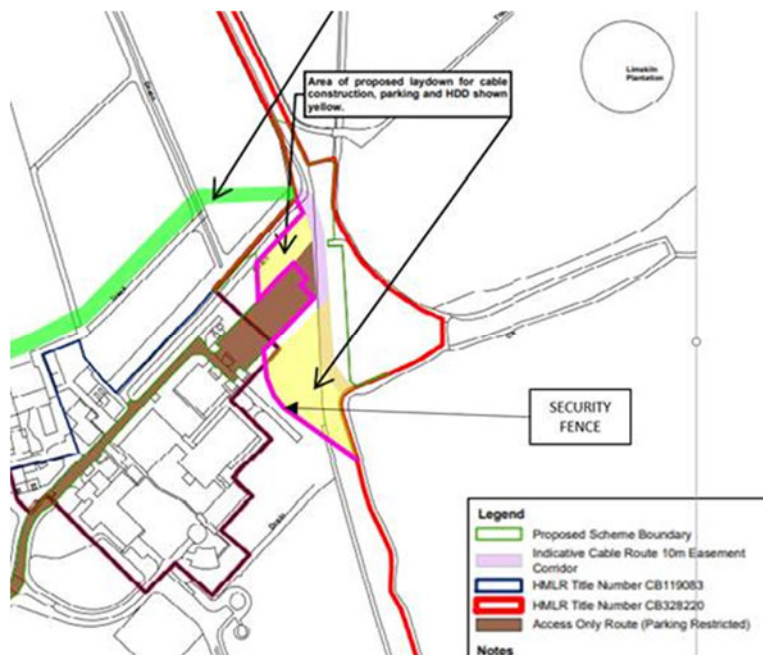 Limekiln
Plantation
Area of proposed laydown for cable
construction, parking and HDD shown
yellow.
Drain
Drain
Drain
SECURITY
FENCE
Drain
Legend
Proposed Scheme Boundary
Indicative Cable Route 10m Easement
Corridor
HMLR Title Number CB119083
HMLR Title Number CB328220
Access Only Route (Parking Restricted)
Notes